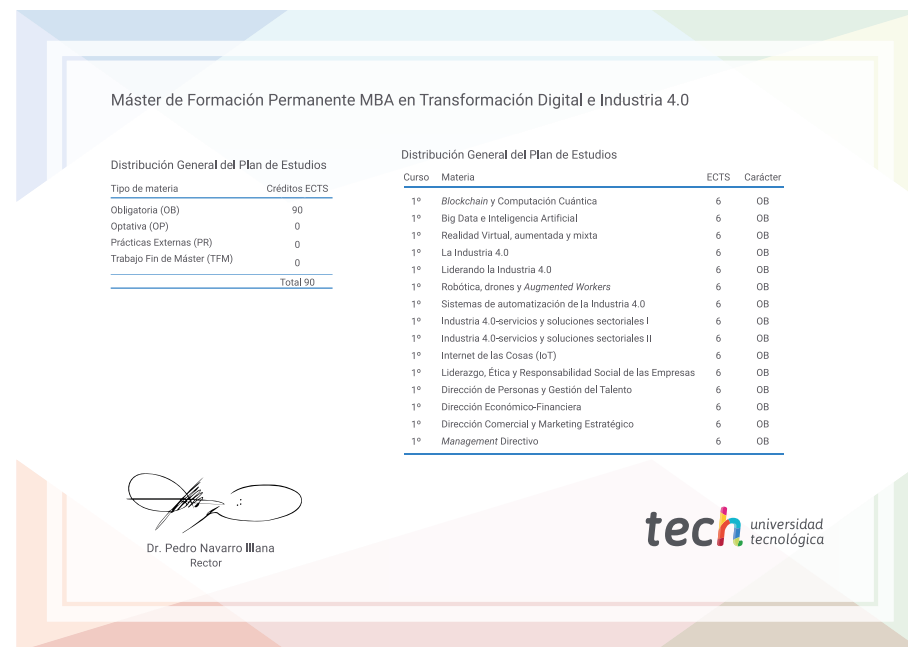 Máster de Formación Permanente MBA en Transformación Digital e Industria 4.0
Distribución General del Plan de Estudios
Tipo de materia Créditos ECTS
Obligatoria (OB) 90
Optativa (OP) 0
Prácticas Externas (PR) 0
Trabajo Fin de Máster (TFM) 0
Total 90
Distribución General del Plan de Estudios
Curso Materia ECTS Carácter
1º Blockchain y Computación Cuántica 6 OB
1º Big Data e Inteligencia Artificial 6 OB
1º Realidad Virtual, aumentada y mixta 6 OB
1º La Industria 4.0 6 OB
1º Liderando la Industria 4.0 6 OB
1º Robótica, drones y Augmented Workers 6 OB
1º Sistemas de automatización de la Industria 4.0 6 OB
1º Industria 4.0-servicios y soluciones sectoriales I 6 OB
1º Industria 4.0-servicios y soluciones sectoriales II 6 OB
1º Internet de las Cosas (IoT) 6 OB
1º Liderazgo, Ética y Responsabilidad Social de las Empresas 6 OB
1º Dirección de Personas y Gestión del Talento 6 OB
1º Dirección Económico-Financiera 6 OB
1º Dirección Comercial y Marketing Estratégico 6 OB
1º Management Directivo 6 OB
Dr. Pedro Navarro Illana
Rector
tech universidad
tecnológica